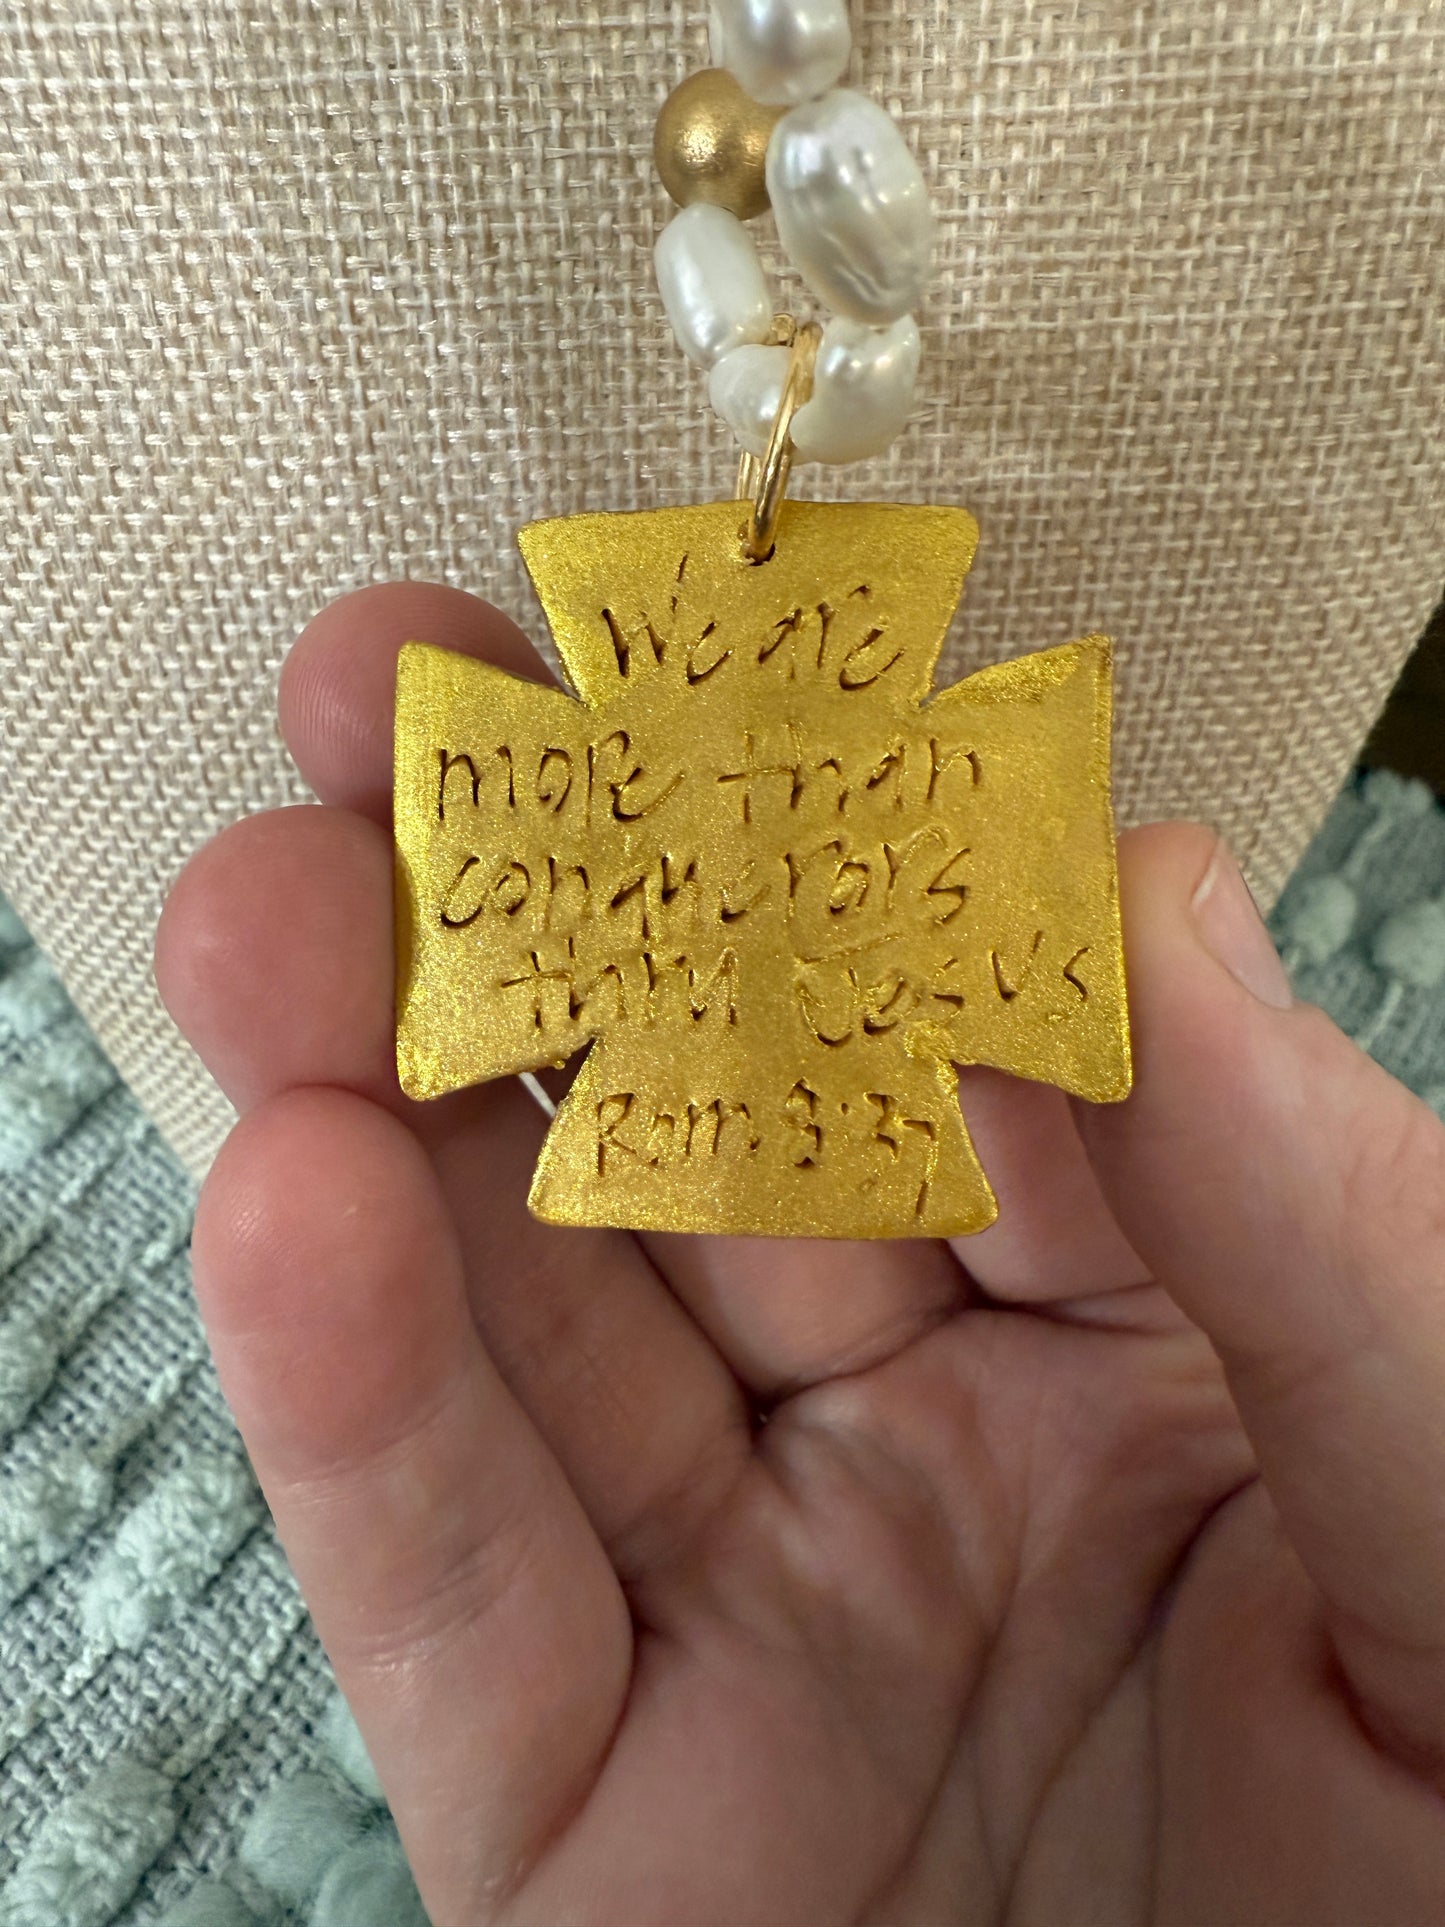 We are
more than
conquerors
thru Jesus
Rom 8:37